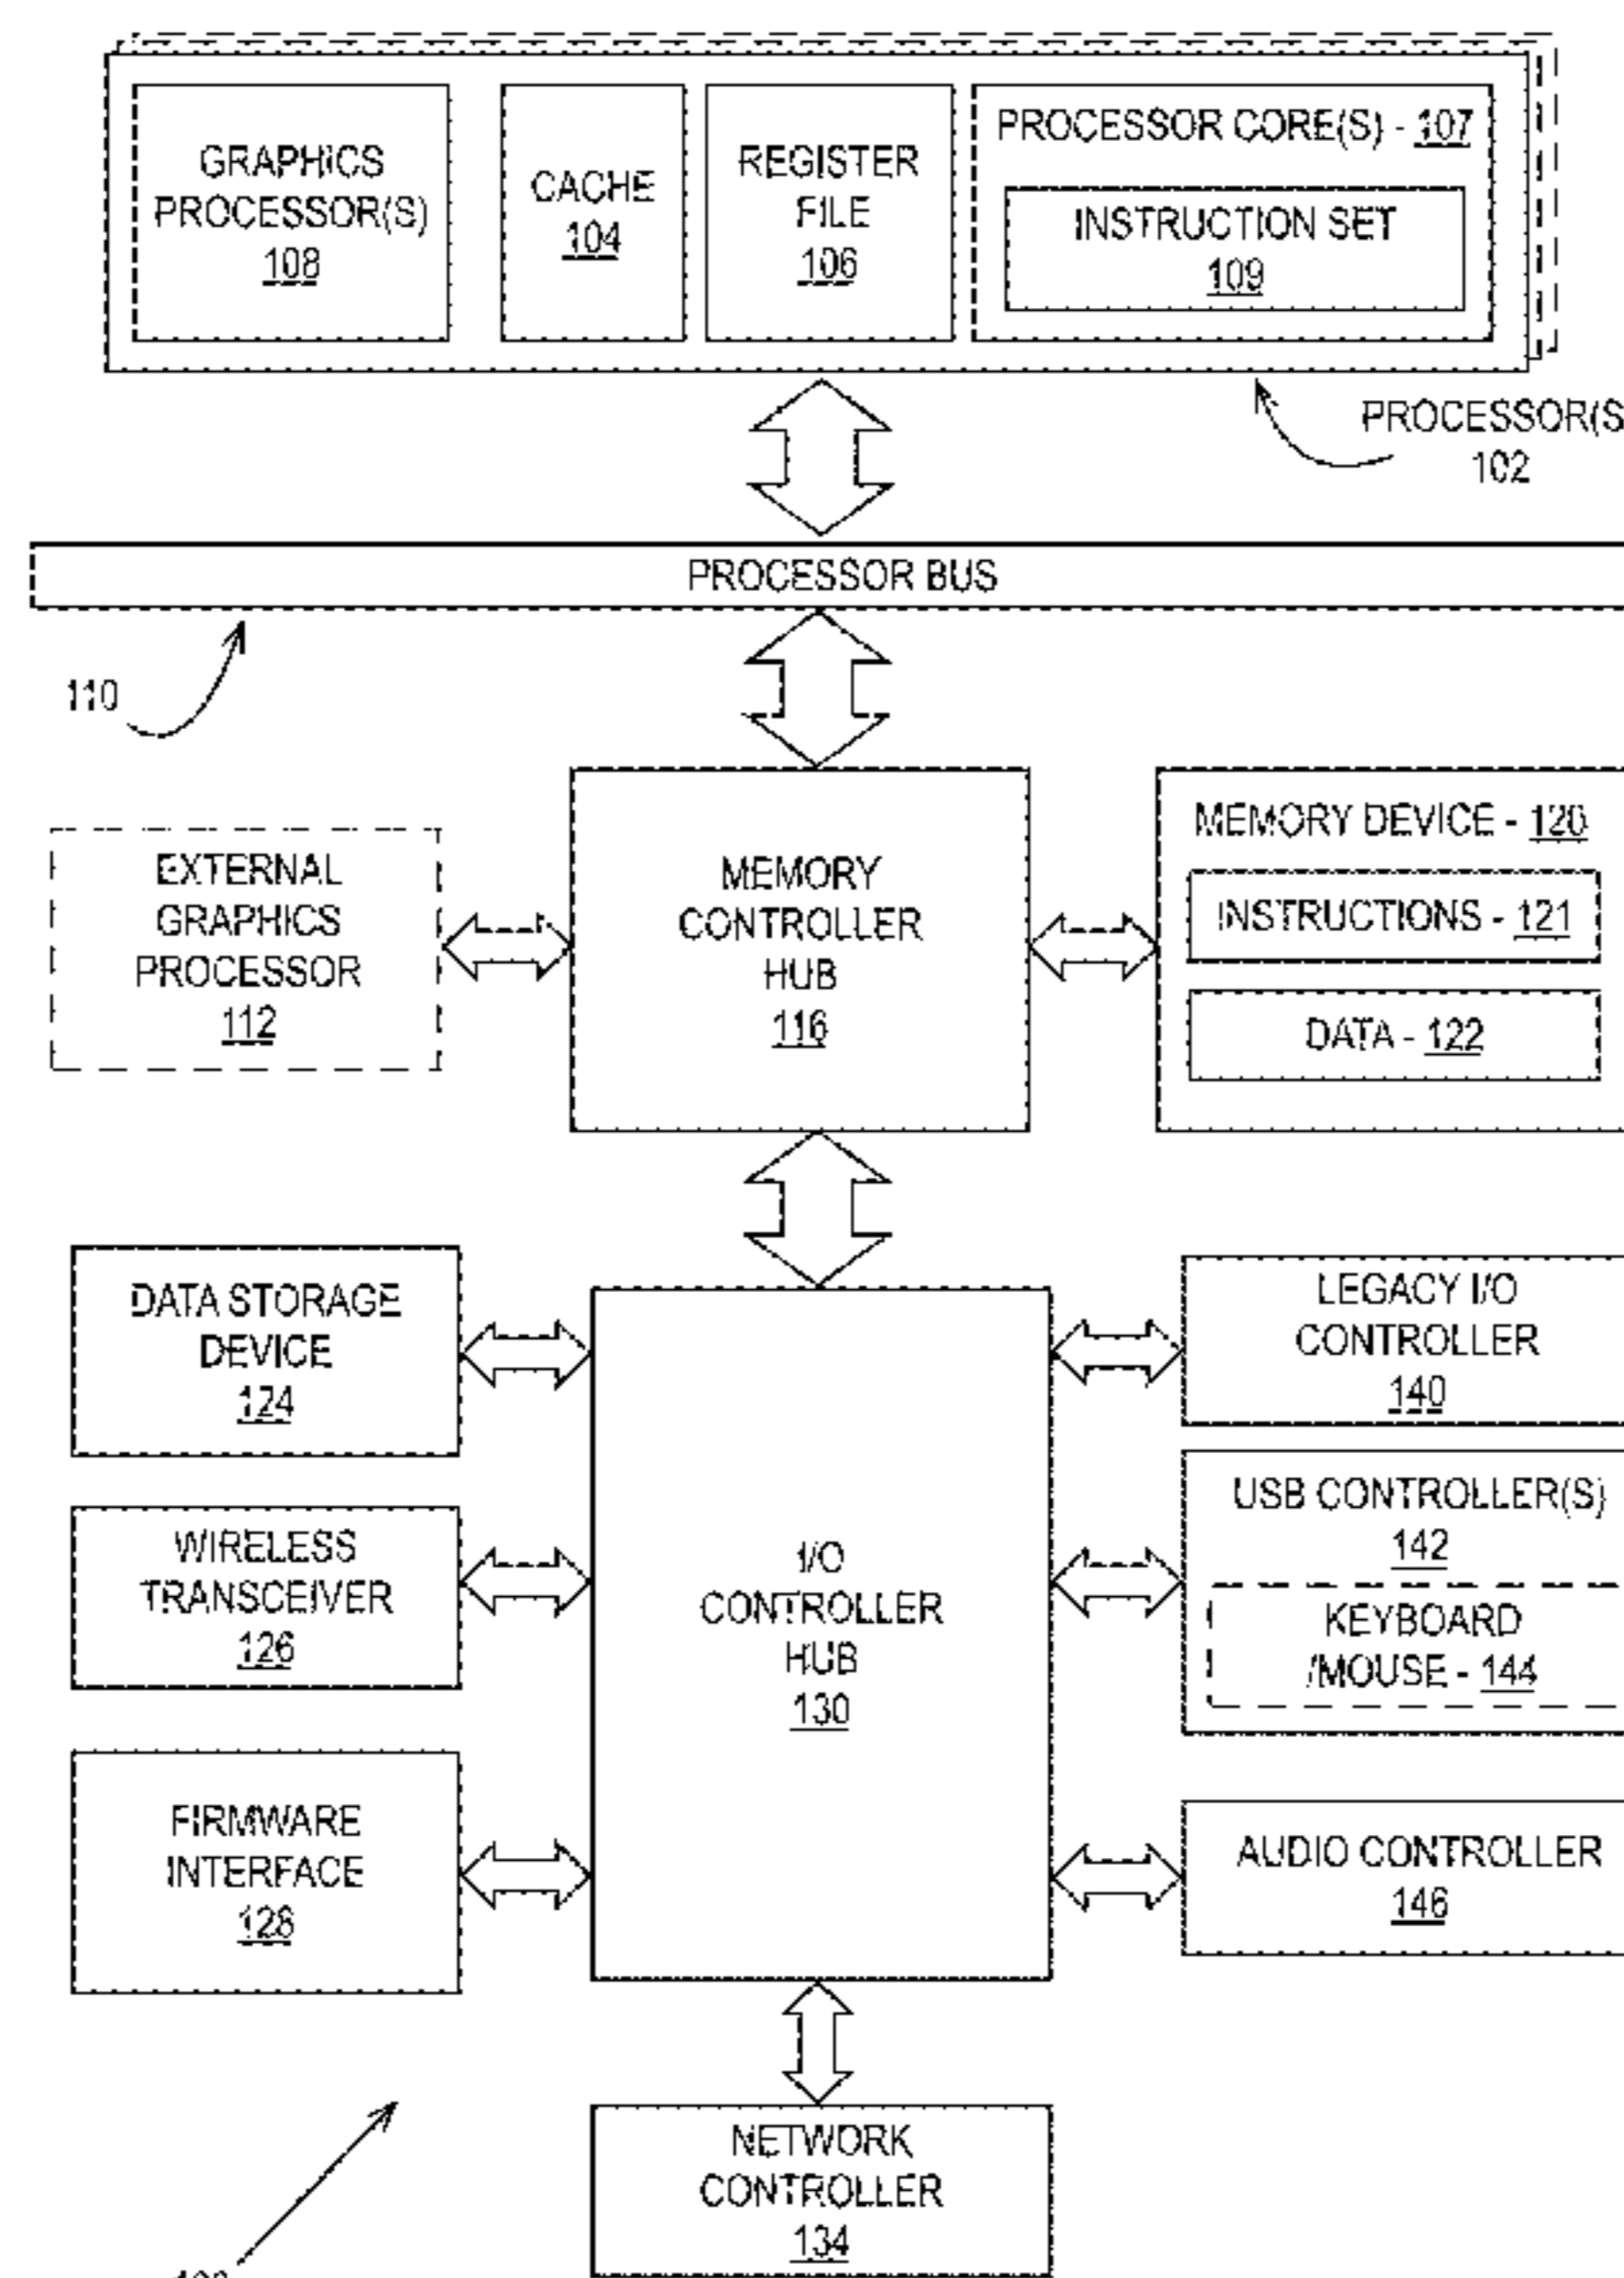 GRAPHICS
PROCESSOR(S)
108
CACHE
104
REGISTER
FILE
106
PROCESSOR CORE(S) - 107
INSTRUCTION SET
109
PROCESSOR(S
102
PROCESSOR BUS
110
EXTERNAL
GRAPHICS
PROCESSOR
112
MEMORY
CONTROLLER
HUB
116
MEMORY DEVICE - 120
INSTRUCTIONS - 121
DATA - 122
DATA STORAGE
DEVICE
124
WIRELESS
TRANSCEIVER
126
FIRMWARE
INTERFACE
128
I/O
CONTROLLER
HUB
130
LEGACY I/O
CONTROLLER
140
USB CONTROLLER(S)
142
KEYBOARD
/MOUSE - 144
AUDIO CONTROLLER
146
NETWORK
CONTROLLER
134